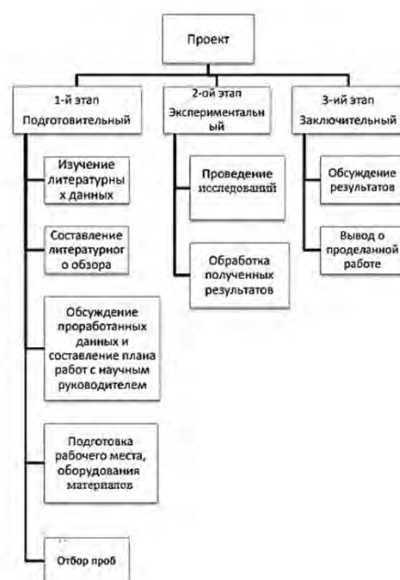 Проект
1-й этап
Подготовительный
2-ой этап
Экспериментальн
ый
3-ий этап
Заключительный
Изучение
литературны
х данных
Составление
литературног
о обзора
Обсуждение
проработанных
данных и
составление плана
работ с научным
руководителем
Подготовка
рабочего места,
оборудования
материалов
Отбор проб
Проведение
исследований
Обработка
полученных
результатов
Обсуждение
результатов
Вывод о
проделанной
работе